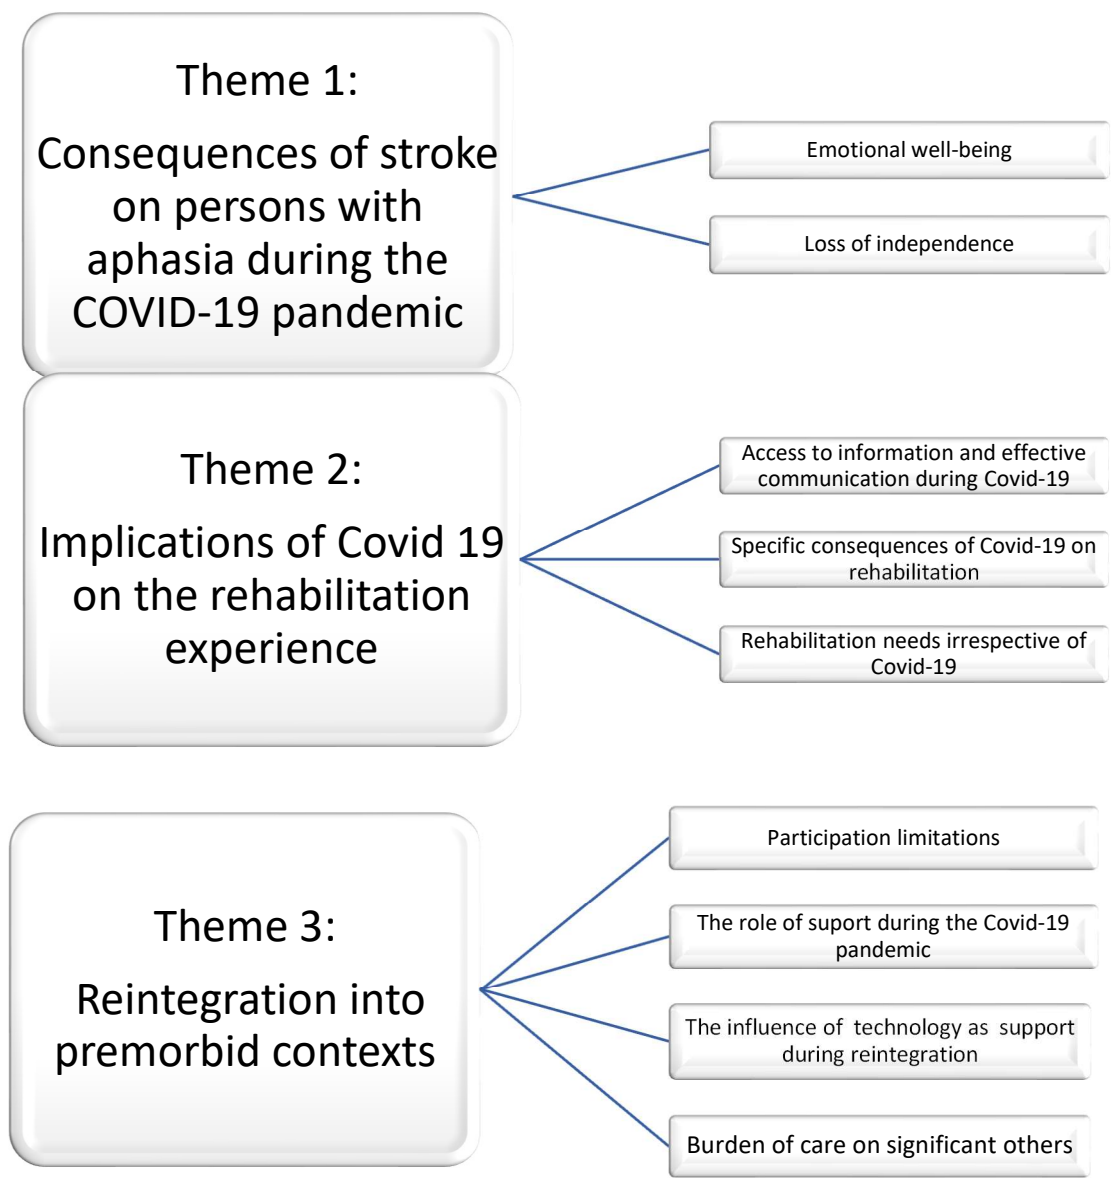 Theme 1:
Consequences of stroke
on persons with
aphasia during the
COVID-19 pandemic
Emotional well-being
Loss of independence
Theme 2:
Implications of Covid 19
on the rehabilitation
experience
Access to information and effective
communication during Covid-19
Specific consequences of Covid-19 on
rehabilitation
Rehabilitation needs irrespective of
Covid-19
Theme 3:
Reintegration into
premorbid contexts
Participation limitations
The role of suport during the Covid-19
pandemic
The influence of technology as support
during reintegration
Burden of care on significant others